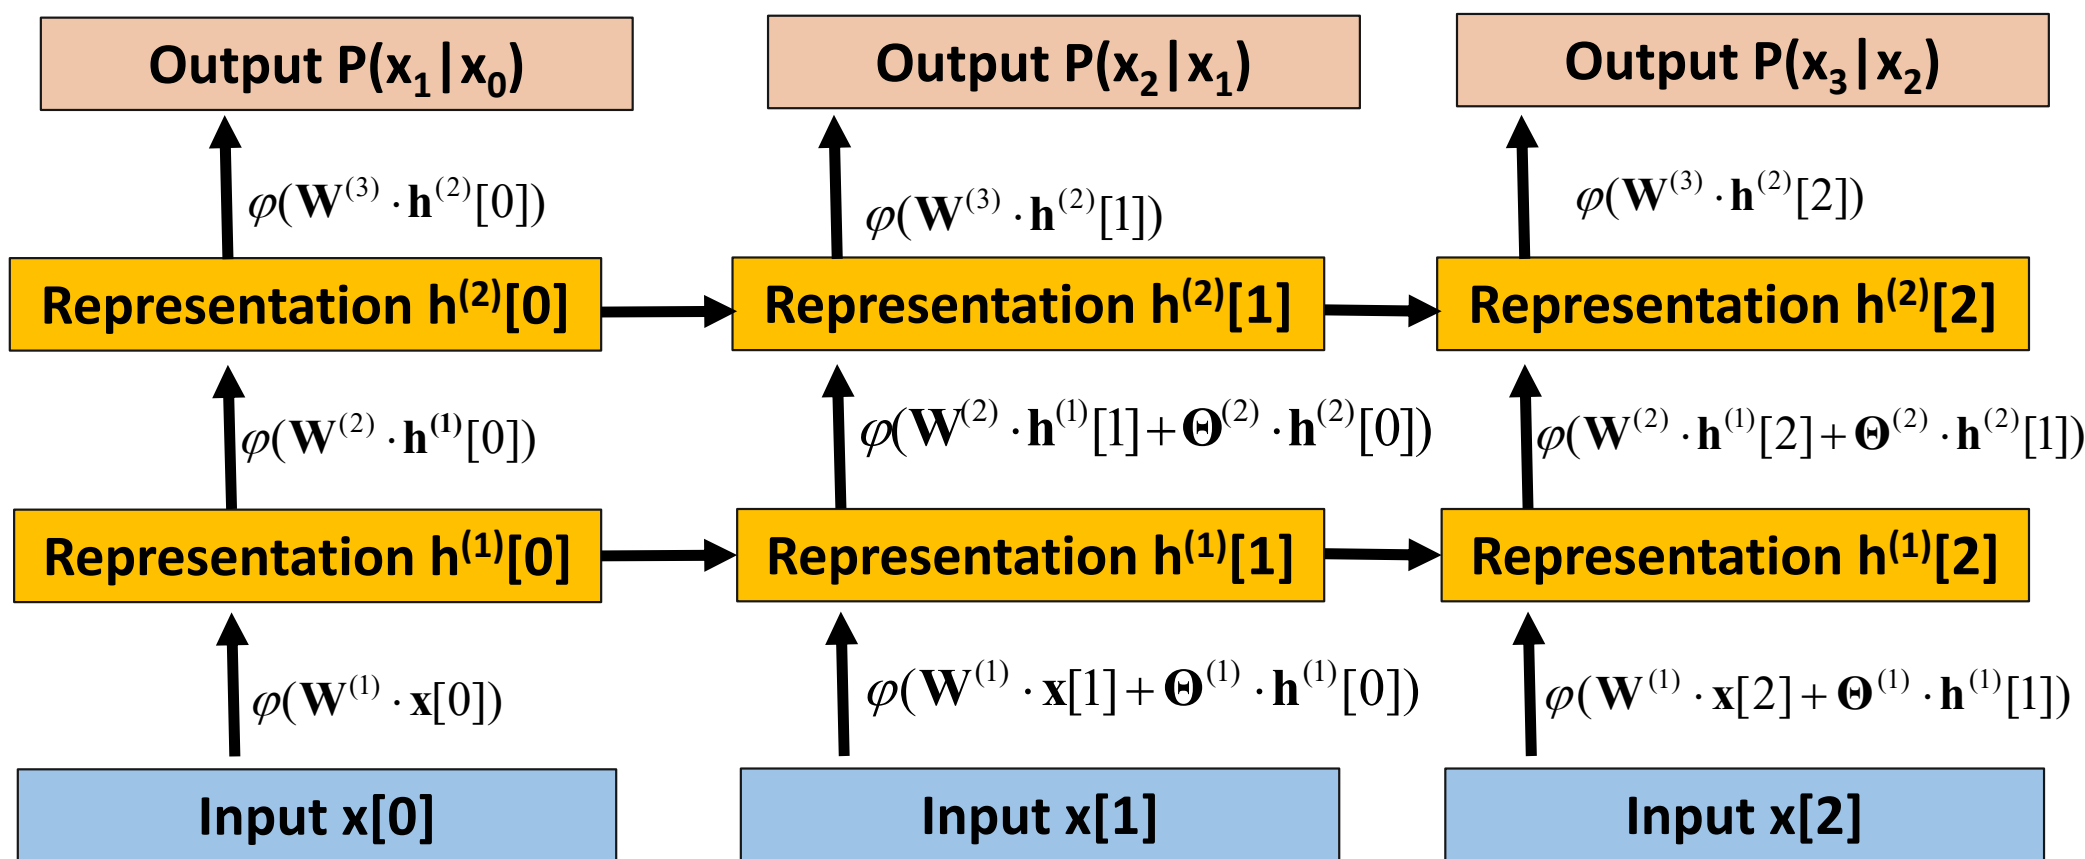 Output P(x₁|x₀) Output P(x₂|x₁) Output P(x₃|x₂)
φ(W⁽³⁾ · h⁽²⁾[0]) φ(W⁽³⁾ · h⁽²⁾[1]) φ(W⁽³⁾ · h⁽²⁾[2])
Representation h⁽²⁾[0] Representation h⁽²⁾[1] Representation h⁽²⁾[2]
φ(W⁽²⁾ · h⁽¹⁾[0]) φ(W⁽²⁾ · h⁽¹⁾[1] + Θ⁽²⁾ · h⁽²⁾[0]) φ(W⁽²⁾ · h⁽¹⁾[2] + Θ⁽²⁾ · h⁽²⁾[1])
Representation h⁽¹⁾[0] Representation h⁽¹⁾[1] Representation h⁽¹⁾[2]
φ(W⁽¹⁾ · x[0]) φ(W⁽¹⁾ · x[1] + Θ⁽¹⁾ · h⁽¹⁾[0]) φ(W⁽¹⁾ · x[2] + Θ⁽¹⁾ · h⁽¹⁾[1])
Input x[0] Input x[1] Input x[2]